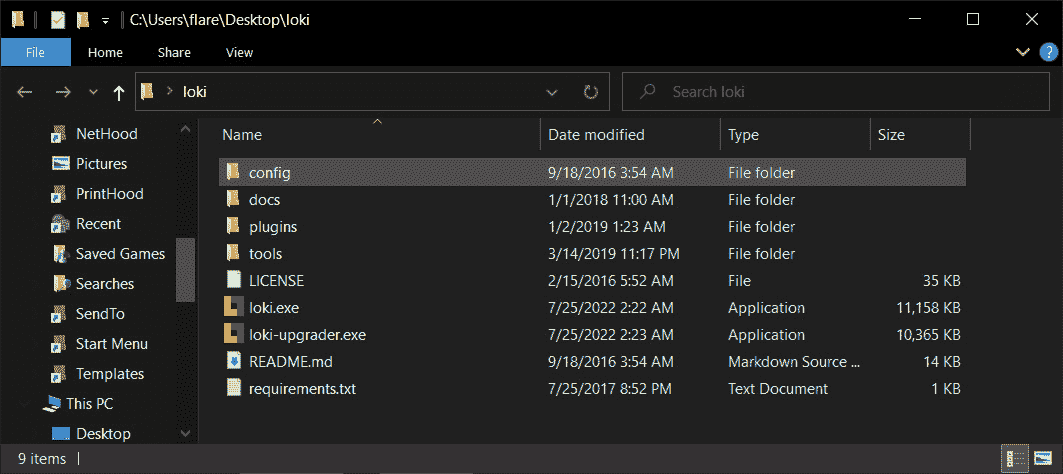 C:\Users\flare\Desktop\loki
File Home Share View
loki Search loki
Name Date modified Type Size
NetHood
Pictures
PrintHood
Recent
Saved Games
Searches
SendTo
Start Menu
Templates
This PC
Desktop
config 9/18/2016 3:54 AM File folder
docs 1/1/2018 11:00 AM File folder
plugins 1/2/2019 1:23 AM File folder
tools 3/14/2019 11:17 PM File folder
LICENSE 2/15/2016 5:52 AM File 35 KB
loki.exe 7/25/2022 2:22 AM Application 11,158 KB
loki-upgrader.exe 7/25/2022 2:23 AM Application 10,365 KB
README.md 9/18/2016 3:54 AM Markdown Source ... 14 KB
requirements.txt 7/25/2017 8:52 PM Text Document 1 KB
9 items